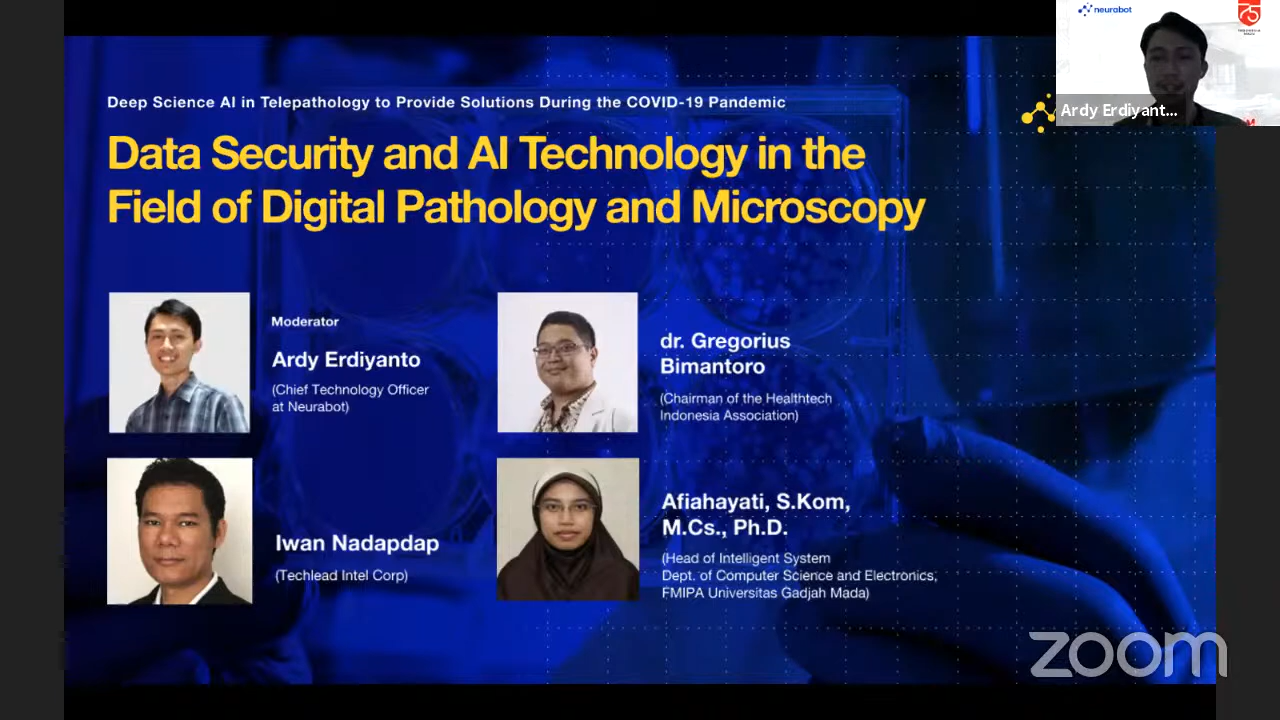 neurabot
Ardy Erdiyant...
Deep Science AI in Telepathology to Provide Solutions During the COVID-19 Pandemic
Data Security and AI Technology in the
Field of Digital Pathology and Microscopy
Moderator
Ardy Erdiyanto
(Chief Technology Officer
at Neurabot)
dr. Gregorius
Bimantoro
(Chairman of the Healthtech
Indonesia Association)
Iwan Nadapdap
(Techlead Intel Corp)
Afiahayati, S.Kom,
M.Cs., Ph.D.
(Head of Intelligent System
Dept. of Computer Science and Electronics,
FMIPA Universitas Gadjah Mada)
zoom